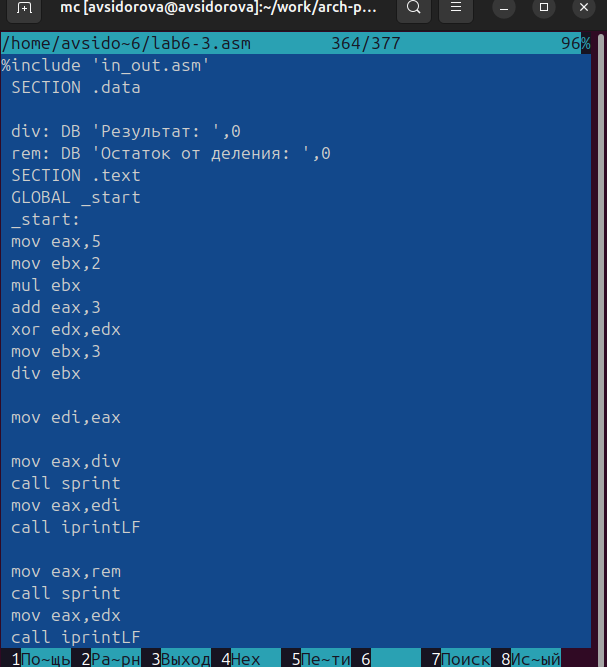 mc [avsidorova@avsidorova]:~/work/arch-p...
/home/avsido~6/lab6-3.asm 364/377 96%
%include 'in_out.asm'
SECTION .data
div: DB 'Результат: ',0
rem: DB 'Остаток от деления: ',0
SECTION .text
GLOBAL _start
_start:
mov eax,5
mov ebx,2
mul ebx
add eax,3
xor edx,edx
mov ebx,3
div ebx
mov edi,eax
mov eax,div
call sprint
mov eax,edi
call iprintLF
mov eax,rem
call sprint
mov eax,edx
call iprintLF
1По~щь 2Ра~рн 3Выход 4Hex 5Пе~ти 6 7Поиск 8Ис~ый